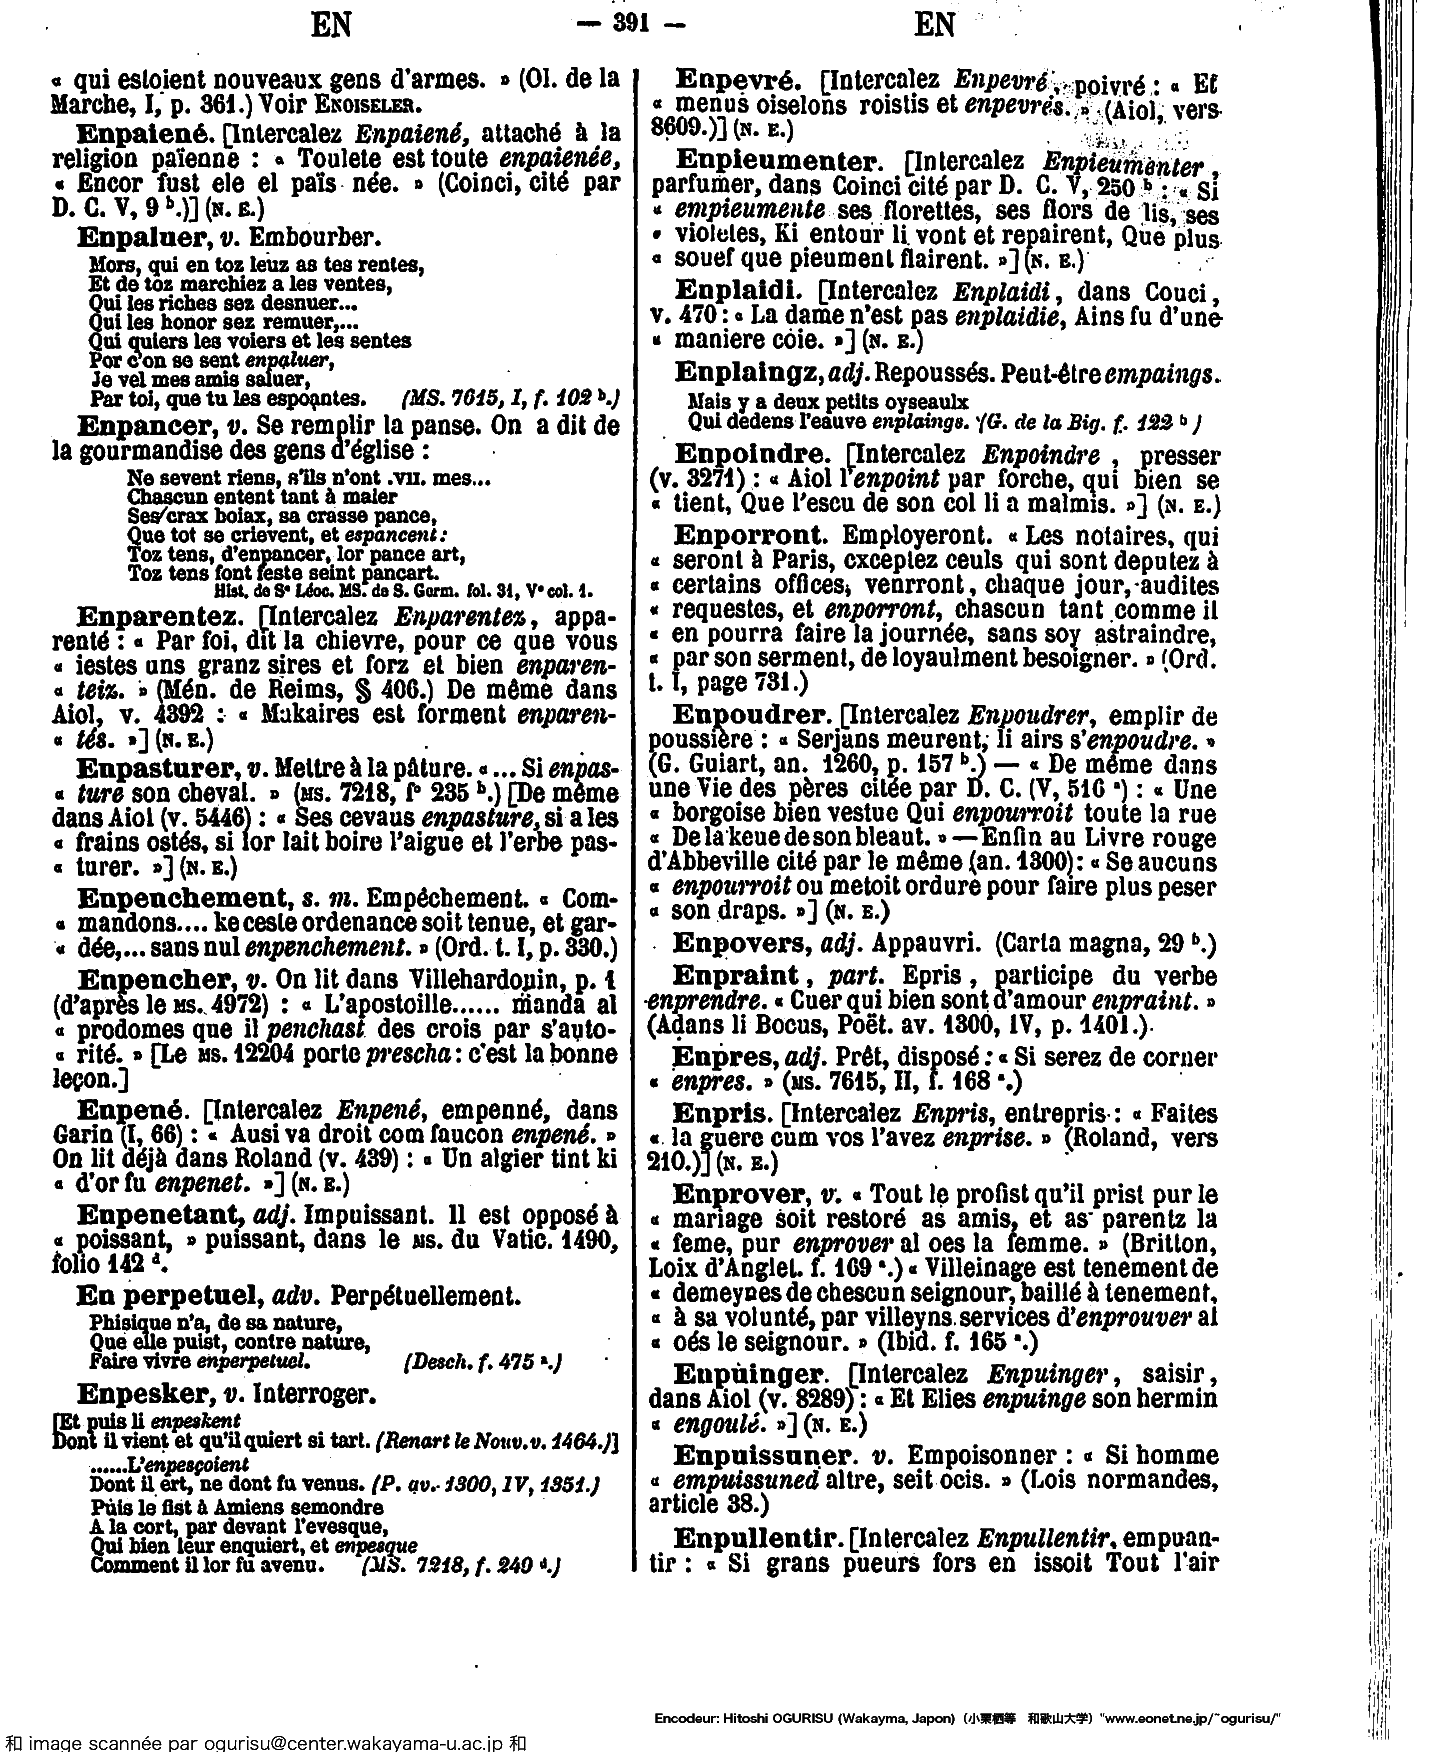 EN — 391 — EN
« qui estoient nouveaux gens d'armes. » (Ol. de la
Marche, I, p. 361.) Voir ENOISELER.
Enpaiené. [Intercalez Enpaiené, attaché à la
religion païenne : « Toulete est toute enpaienée,
« Encor fust ele el païs née. » (Coinci, cité par
D. C. V, 9 b.)] (N. E.)
Enpaluer, v. Embourber.
Mors, qui en toz leuz as tes rentes,
Et de toz marchiez a les ventes,
Qui les riches sez desnuer...
Qui les honor sez remuer,...
Qui quiers les voiers et les sentes
Por c'on se sent enpaluer,
Je vel mes amis saluer,
Par toi, que tu les espoantes. (MS. 7615, I, f. 102 b.)
Enpancer, v. Se remplir la panse. On a dit de
la gourmandise des gens d'église :
Ne sevent riens, s'ils n'ont .VII. mes...
Chascun entent tant à maier
Ses crax boiax, sa crasse pance,
Que tot se crievent, et espancent :
Toz tens, d'enpancer, lor pance art,
Toz tens font feste seint pancart.
Hist. de Se Léoc. MS. de S. Germ. fol. 31, Vo col. 1.
Enparentez. [Intercalez Enparentez, appa-
renté : « Par foi, dit la chievre, pour ce que vous
« iestes uns granz sires et forz et bien enparen-
« teiz. » (Mén. de Reims, § 406.) De même dans
Aiol, v. 4392 : « Makaires est forment enparen-
« tés. »] (N. E.)
Enpasturer, v. Mettre à la pâture. « ... Si enpas-
« ture son cheval. » (MS. 7218, fo 235 b.) [De même
dans Aiol (v. 5446) : « Ses cevaus enpasture, si a les
« frains ostés, si lor lait boire l'aigue et l'erbe pas-
« turer. »] (N. E.)
Enpenchement, s. m. Empêchement. « Com-
« mandons.... ke ceste ordenance soit tenue, et gar-
« dée,... sans nul enpenchement. » (Ord. t. I, p. 330.)
Enpencher, v. On lit dans Villehardouin, p. 1
(d'après le MS. 4972) : « L'apostoille...... manda al
« prodomes que il penchast des crois par s'auto-
« rité. » [Le MS. 12204 porte prescha : c'est la bonne
leçon.]
Enpené. [Intercalez Enpené, empenné, dans
Garin (I, 66) : « Ausi va droit com faucon enpené. »
On lit déjà dans Roland (v. 439) : « Un algier tint ki
« d'or fu enpenet. »] (N. E.)
Enpenetant, adj. Impuissant. Il est opposé à
« poissant, » puissant, dans le MS. du Vatic. 1490,
folio 142 d.
En perpetuel, adv. Perpétuellement.
Phisique n'a, de sa nature,
Que elle puist, contre nature,
Faire vivre enperpetuel. (Desch. f. 475 a.)
Enpesker, v. Interroger.
[Et puis li enpeskent
Dont il vient et qu'il quiert si tart. (Renart le Nouv. v. 1464.)]
......L'enpesçoient
Dont il ert, ne dont fu venus. (P. av. 1300, IV, 1351.)
Puis le fist à Amiens semondre
A la cort, par devant l'evesque,
Qui bien leur enquiert, et enpesque
Comment il lor fu avenu. (MS. 7218, f. 240 d.)
Enpevré. [Intercalez Enpevré, poivré : « Et
« menus oiselons roistis et enpevrés. » (Aiol, vers
8609.)] (N. E.)
Enpieumenter. [Intercalez Enpieumenter,
parfumer, dans Coinci cité par D. C. V, 250 b : « Si
« empieumente ses florettes, ses flors de lis, ses
« violetes, Ki entour li vont et repairent, Que plus
« souef que pieument flairent. »] (N. E.)
Enplaidi. [Intercalez Enplaidi, dans Couci,
v. 470 : « La dame n'est pas enplaidie, Ains fu d'une
« maniere coie. »] (N. E.)
Enplaingz, adj. Repoussés. Peut-être empaings.
Mais y a deux petits oyseaulx
Qui dedens l'eauve enplaings. (G. de la Big. f. 122 b)
Enpoindre. [Intercalez Enpoindre, presser
(v. 3271) : « Aiol l'enpoint par forche, qui bien se
« tient, Que l'escu de son col li a malmis. »] (N. E.)
Enporront. Employeront. « Les notaires, qui
« seront à Paris, exceptez ceuls qui sont deputez à
« certains offices, venrront, chaque jour, audites
« requestes, et enporront, chascun tant comme il
« en pourra faire la journée, sans soy astraindre,
« par son serment, de loyaulment besoigner. » (Ord.
t. I, page 731.)
Enpoudrer. [Intercalez Enpoudrer, emplir de
poussière : « Serjans meurent, li airs s'enpoudre. »
(G. Guiart, an. 1260, p. 157 b.) — « De même dans
une Vie des pères citée par D. C. (V, 516 a) : « Une
« borgoise bien vestue Qui enpourroit toute la rue
« De la keue de son bleaut. » — Enfin au Livre rouge
d'Abbeville cité par le même (an. 1300) : « Se aucuns
« enpourroit ou metoit ordure pour faire plus peser
« son draps. »] (N. E.)
Enpovers, adj. Appauvri. (Carta magna, 29 b.)
Enpraint, part. Epris, participe du verbe
enprendre. « Cuer qui bien sont d'amour enpraint. »
(Adans li Bocus, Poët. av. 1300, IV, p. 1401.)
Enpres, adj. Prêt, disposé : « Si serez de corner
« enpres. » (MS. 7615, II, f. 168 a.)
Enpris. [Intercalez Enpris, entrepris : « Faites
« la guere cum vos l'avez enprise. » (Roland, vers
210.)] (N. E.)
Enprover, v. « Tout le profist qu'il prist pur le
« mariage soit restoré as amis, et as parentz la
« feme, pur enprover al oes la femme. » (Britton,
Loix d'Anglet. f. 169 a.) « Villeinage est tenement de
« demeynes de chescun seignour, baillé à tenement,
« à sa volunté, par villeyns services d'enprouver al
« oés le seignour. » (Ibid. f. 165 a.)
Enpuinger. [Intercalez Enpuinger, saisir,
dans Aiol (v. 8289) : « Et Elies enpuinge son hermin
« engoulé. »] (N. E.)
Enpuissuner. v. Empoisonner : « Si homme
« empuissuned altre, seit ocis. » (Lois normandes,
article 38.)
Enpullentir. [Intercalez Enpullentir, empuan-
tir : « Si grans pueurs fors en issoit Tout l'air
Encodeur: Hitoshi OGURISU (Wakayma, Japon) (小栗栖等 和歌山大学) "www.eonet.ne.jp/~ogurisu/"
和 image scannée par ogurisu@center.wakayama-u.ac.jp 和